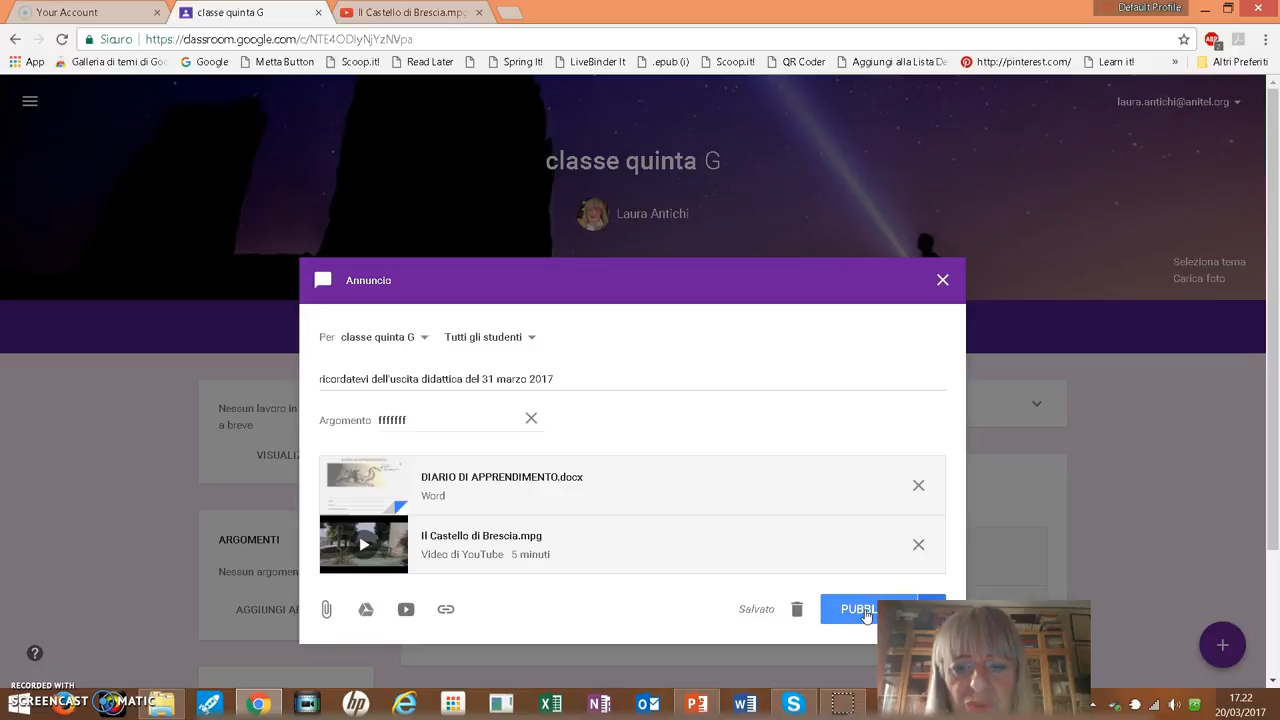 Your Account
classe quinta G
Il Castello di Brescia.mpg
Default Profile
Sicuro https://classroom.google.com/c/NTE4ODIyNjYzNVpa
App Galleria di temi di Goo Google Metta Button Scoop.it! Read Later Spring It! LiveBinder It .epub (i) Scoop.it! QR Coder Aggiungi alla Lista De http://pinterest.com/ Learn it! » Altri Preferiti
laura.antichi@anitel.org
classe quinta G
Laura Antichi
Seleziona tema
Carica foto
Annuncio
Per classe quinta G Tutti gli studenti
ricordatevi dell'uscita didattica del 31 marzo 2017
Argomento fffffff
DIARIO DI APPRENDIMENTO.docx
Word
Il Castello di Brescia.mpg
Video di YouTube 5 minuti
Salvato
PUBBL
Nessun lavoro in
a breve
VISUALIZ
ARGOMENTI
Nessun argomen
AGGIUNGI AR
RECORDED WITH
SCREENCAST MATIC
17.22
20/03/2017